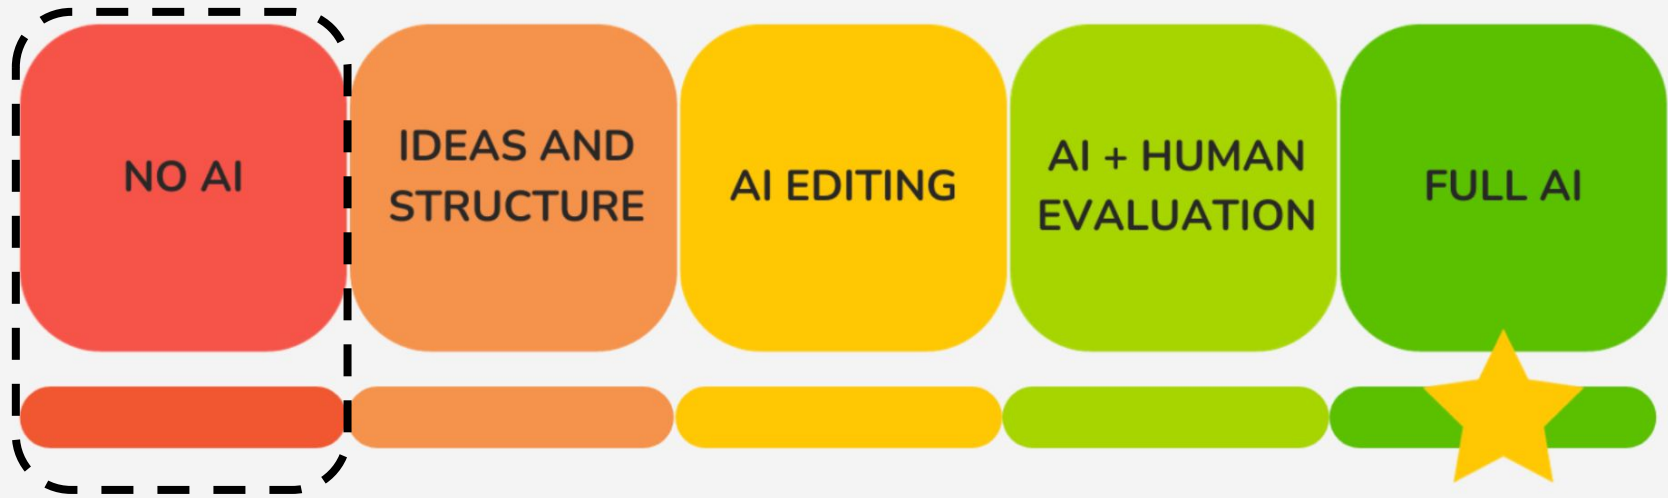 NO AI
IDEAS AND
STRUCTURE
AI EDITING
AI + HUMAN
EVALUATION
FULL AI